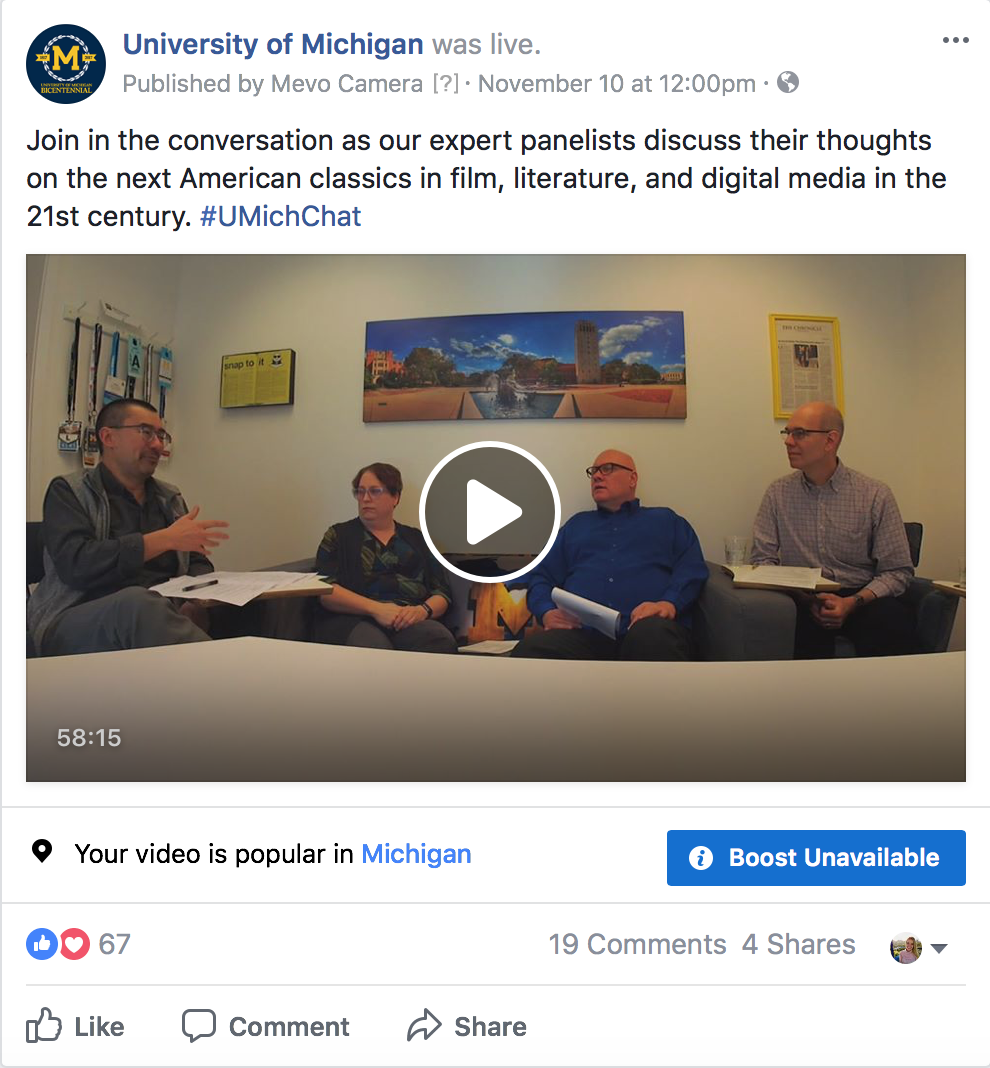 University of Michigan was live.
Published by Mevo Camera [?] · November 10 at 12:00pm ·
Join in the conversation as our expert panelists discuss their thoughts
on the next American classics in film, literature, and digital media in the
21st century. #UMichChat
M
UNIVERSITY OF MICHIGAN
BICENTENNIAL
snap to it
THE CHRONICLE
A
M
58:15
Your video is popular in Michigan
Boost Unavailable
67
19 Comments 4 Shares
Like Comment Share